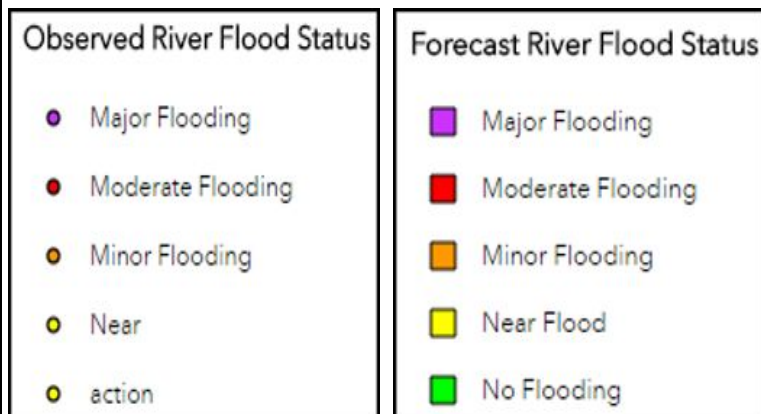 Observed River Flood Status
Major Flooding
Moderate Flooding
Minor Flooding
Near
action
Forecast River Flood Status
Major Flooding
Moderate Flooding
Minor Flooding
Near Flood
No Flooding